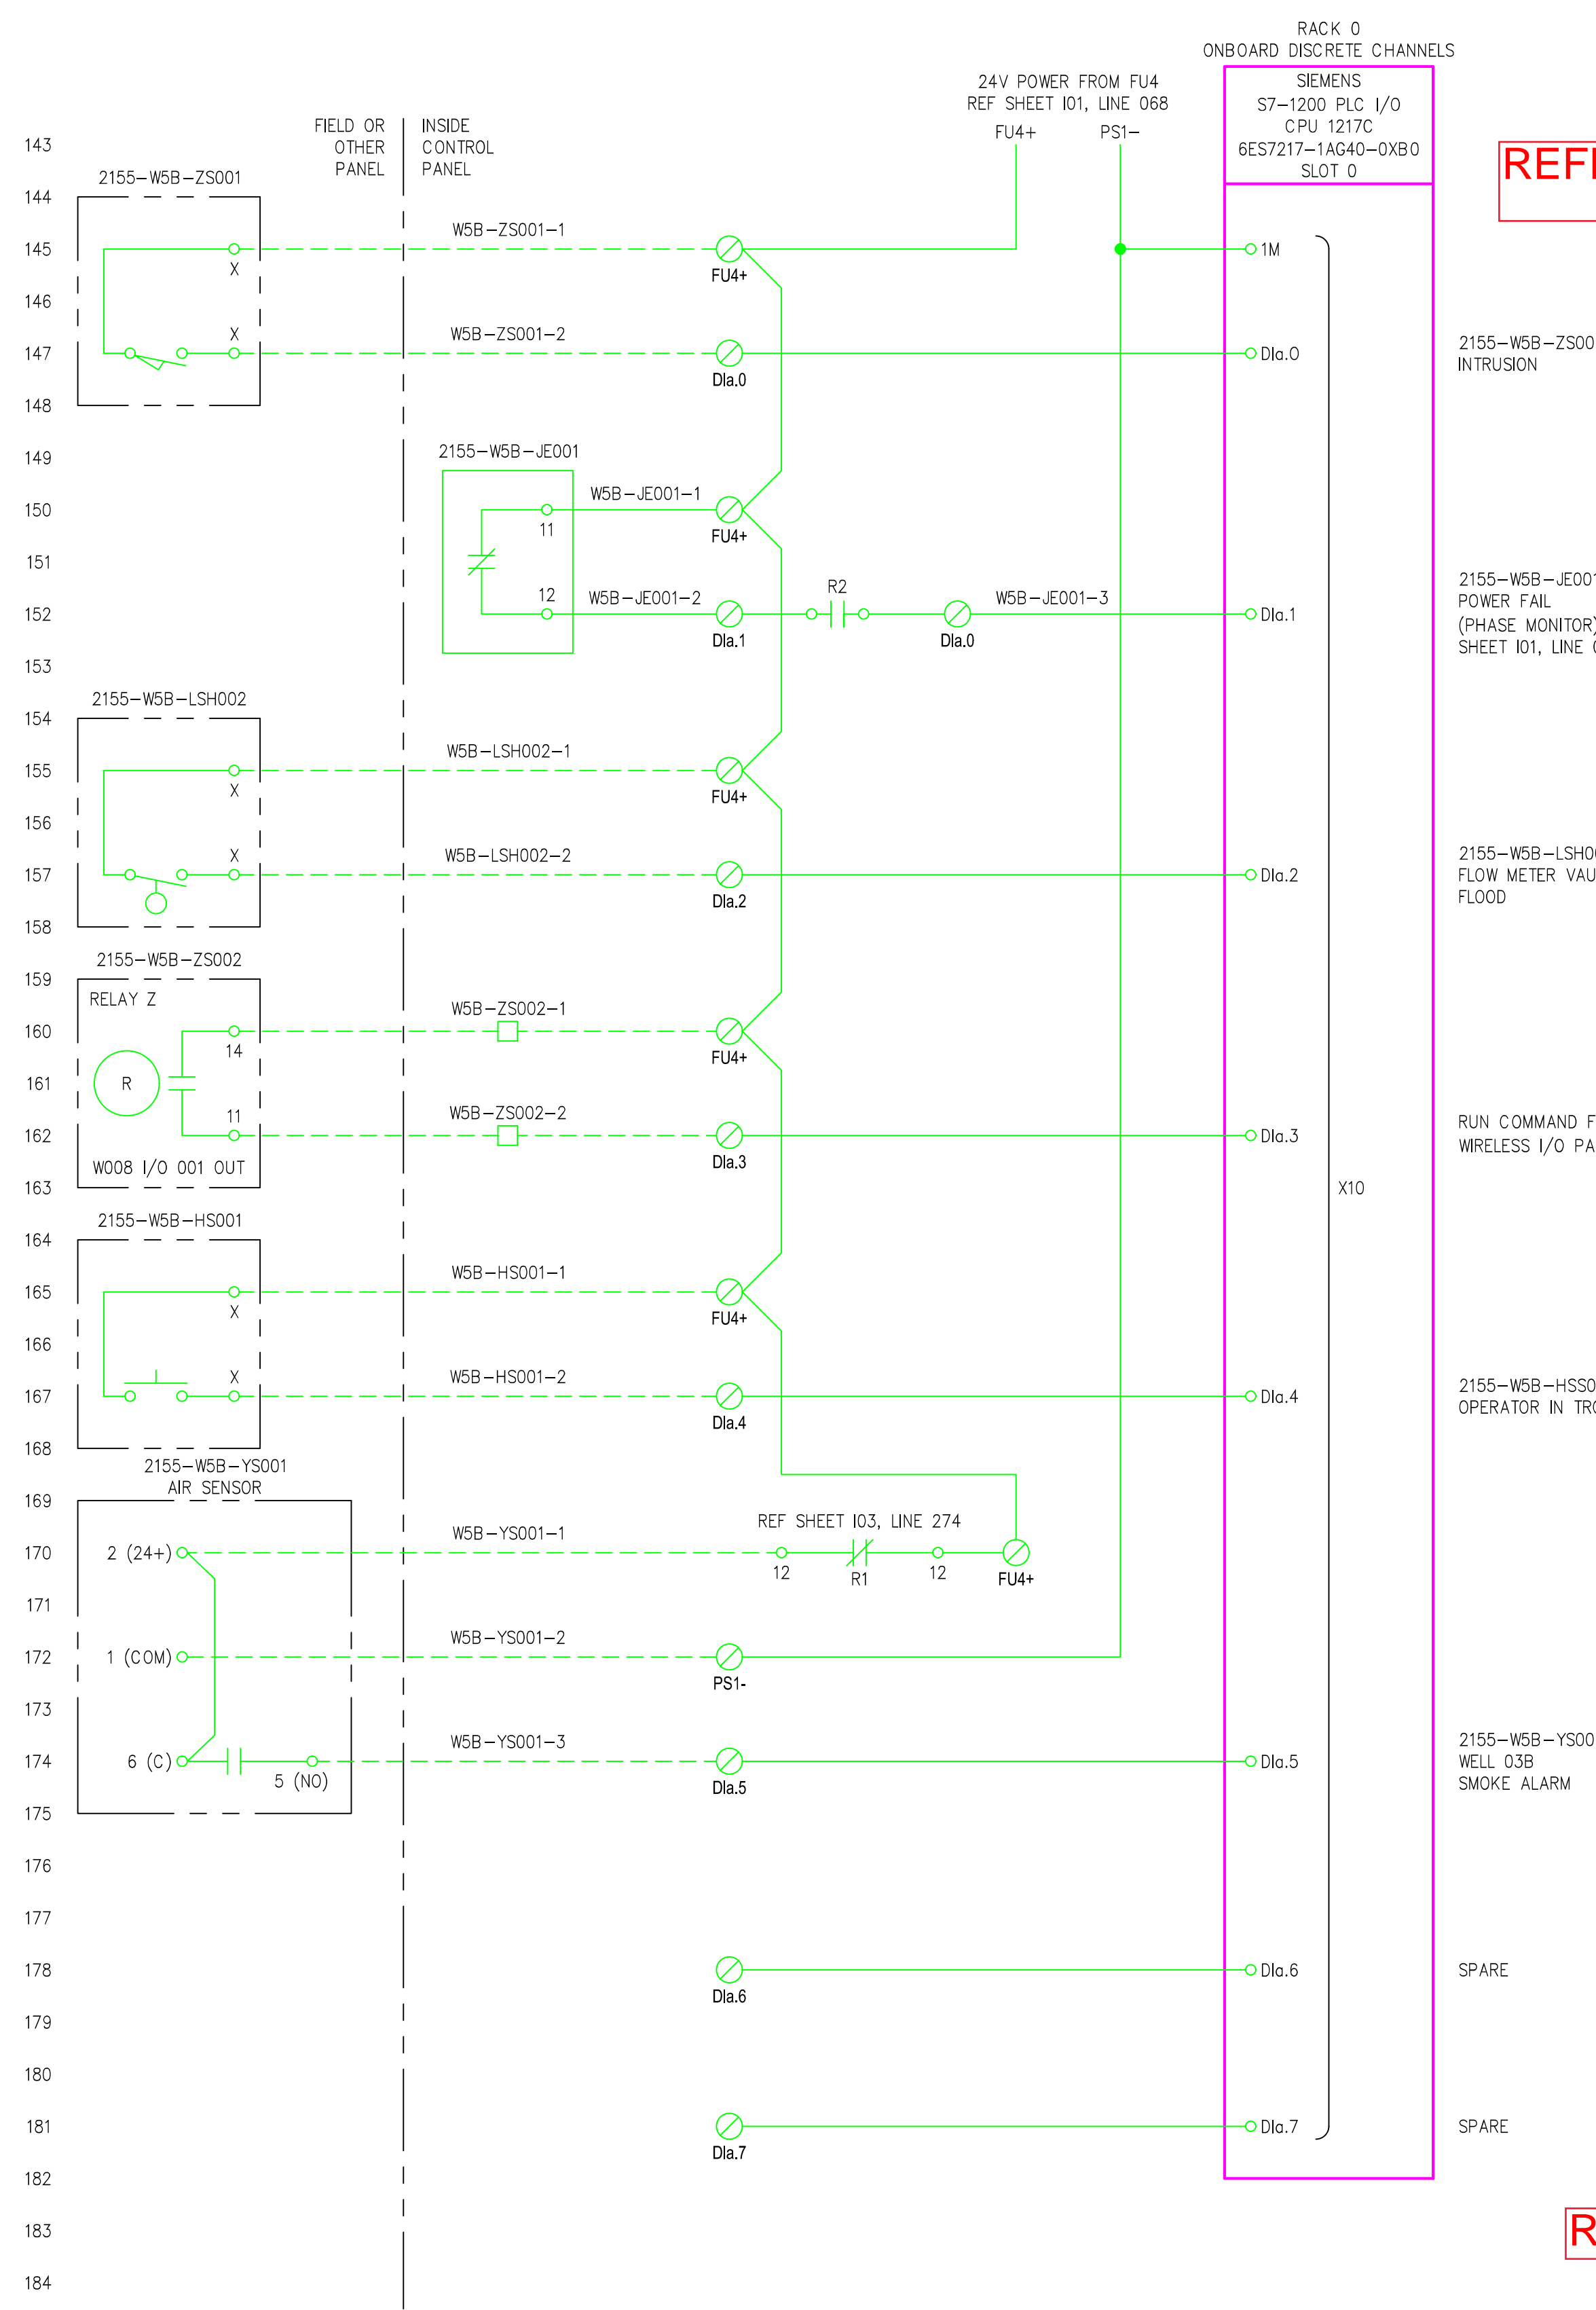 RACK 0
ONBOARD DISCRETE CHANNELS
24V POWER FROM FU4
REF SHEET I01, LINE 068
FU4+
PS1-
SIEMENS
S7-1200 PLC I/O
CPU 1217C
6ES7217-1AG40-0XB0
SLOT 0
FIELD OR
OTHER
PANEL
INSIDE
CONTROL
PANEL
143
2155-W5B-ZS001
144
145
X
W5B-ZS001-1
FU4+
1M
146
147
X
W5B-ZS001-2
DIa.0
DIa.0
2155-W5B-ZS00
INTRUSION
148
149
2155-W5B-JE001
150
11
W5B-JE001-1
FU4+
151
152
12
W5B-JE001-2
DIa.1
R2
DIa.0
W5B-JE001-3
DIa.1
2155-W5B-JE001
POWER FAIL
(PHASE MONITOR)
SHEET I01, LINE
153
2155-W5B-LSH002
154
155
X
W5B-LSH002-1
FU4+
156
157
X
W5B-LSH002-2
DIa.2
DIa.2
2155-W5B-LSH0
FLOW METER VAU
FLOOD
158
2155-W5B-ZS002
159
RELAY Z
160
14
W5B-ZS002-1
FU4+
161
R
162
11
W5B-ZS002-2
DIa.3
DIa.3
RUN COMMAND F
WIRELESS I/O PA
W008 I/O 001 OUT
163
X10
2155-W5B-HS001
164
165
X
W5B-HS001-1
FU4+
166
167
X
W5B-HS001-2
DIa.4
DIa.4
2155-W5B-HSS0
OPERATOR IN TRO
168
2155-W5B-YS001
AIR SENSOR
169
170
2 (24+)
W5B-YS001-1
REF SHEET I03, LINE 274
12
R1
12
FU4+
171
172
1 (COM)
W5B-YS001-2
PS1-
173
174
6 (C)
5 (NO)
W5B-YS001-3
DIa.5
DIa.5
2155-W5B-YS00
WELL 03B
SMOKE ALARM
175
176
177
178
DIa.6
DIa.6
SPARE
179
180
181
DIa.7
DIa.7
SPARE
182
183
184